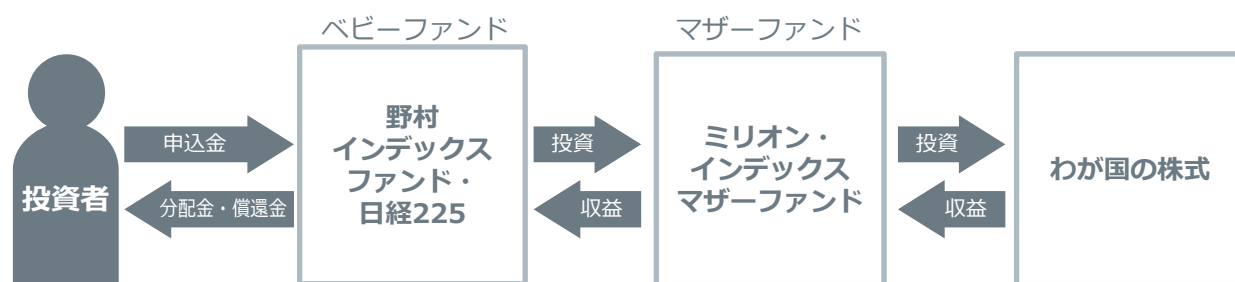 ベビーファンド
マザーファンド
投資者
申込金
分配金・償還金
野村
インデックス
ファンド・
日経225
投資
収益
ミリオン・
インデックス
マザーファンド
投資
収益
わが国の株式